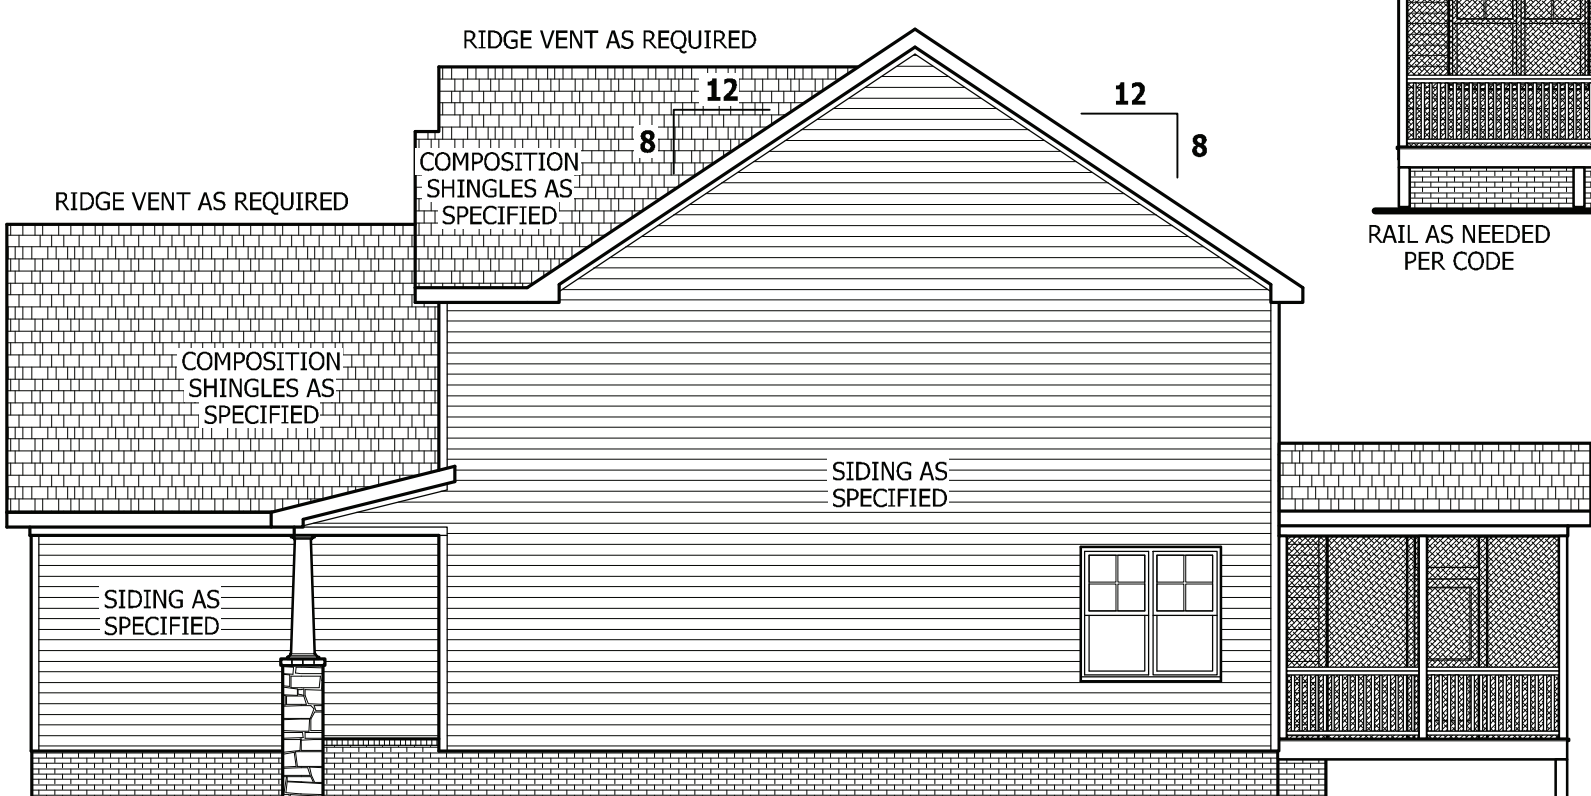 RIDGE VENT AS REQUIRED
12
8
COMPOSITION
SHINGLES AS
SPECIFIED
12
8
RIDGE VENT AS REQUIRED
RAIL AS NEEDED
PER CODE
COMPOSITION
SHINGLES AS
SPECIFIED
SIDING AS
SPECIFIED
SIDING AS
SPECIFIED